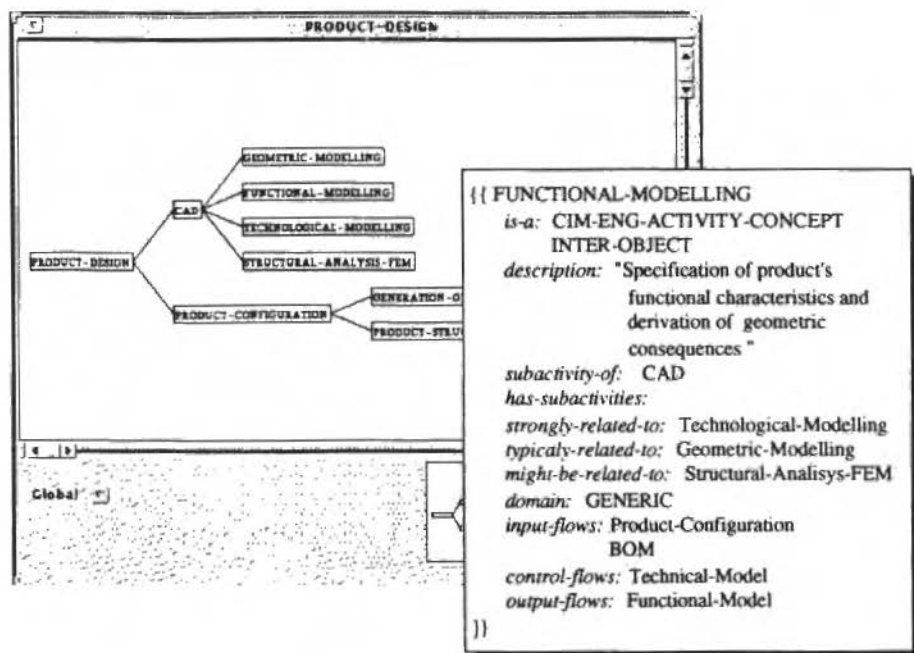 PRODUCT-DESIGN
GEOMETRIC-MODELLING
FUNCTIONAL-MODELLING
CAD
TECHNOLOGICAL-MODELLING
STRUCTURAL-ANALYSIS-FEM
PRODUCT-DESIGN
GENERATION-O
PRODUCT-CONFIGURATION
PRODUCT-STRUC
Global
{{ FUNCTIONAL-MODELLING
is-a: CIM-ENG-ACTIVITY-CONCEPT
INTER-OBJECT
description: "Specification of product's
functional characteristics and
derivation of geometric
consequences "
subactivity-of: CAD
has-subactivities:
strongly-related-to: Technological-Modelling
typicaly-related-to: Geometric-Modelling
might-be-related-to: Structural-Analisys-FEM
domain: GENERIC
input-flows: Product-Configuration
BOM
control-flows: Technical-Model
output-flows: Functional-Model
}}